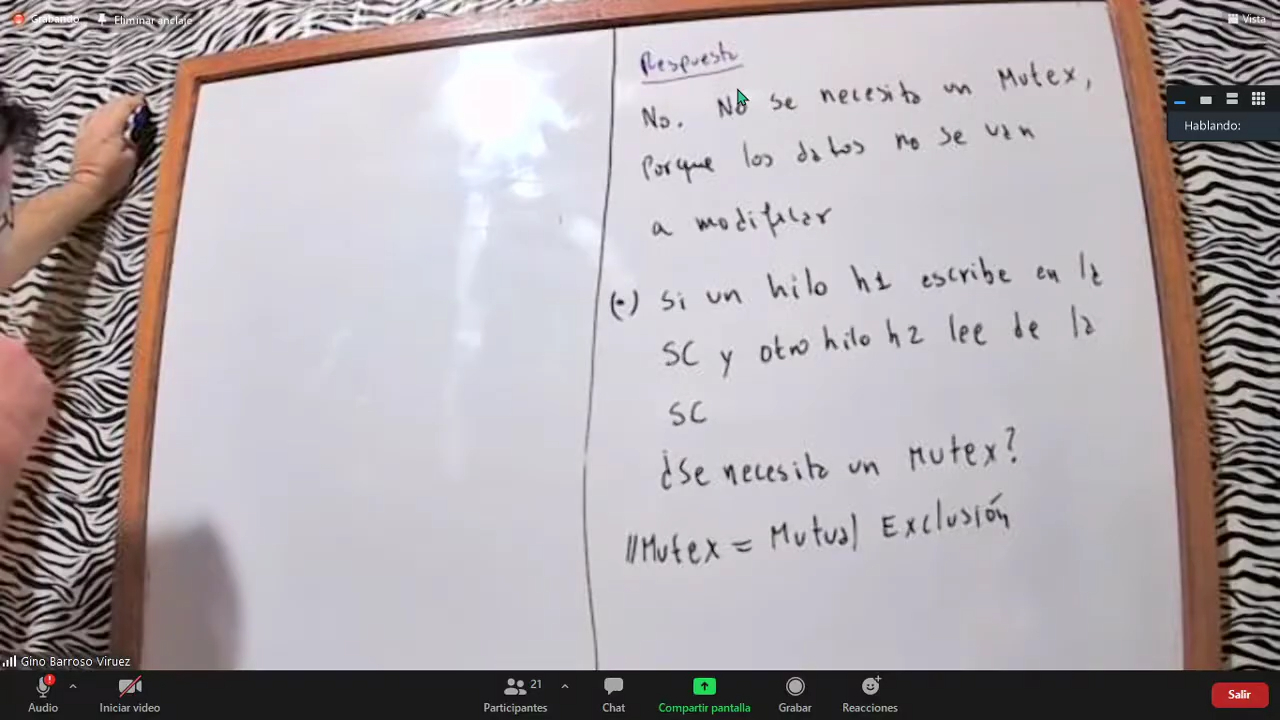 Grabando
Eliminar anclaje
Vista
Hablando:
Respuesta
No. No se necesita un Mutex,
Porque los datos no se van
a modificar
(•) Si un hilo h1 escribe en la
SC y otro hilo h2 lee de la
SC
¿Se necesita un Mutex?
//Mutex = Mutual Exclusión
Gino Barroso Viruez
Audio
Iniciar video
21
Participantes
Chat
Compartir pantalla
Grabar
Reacciones
Salir